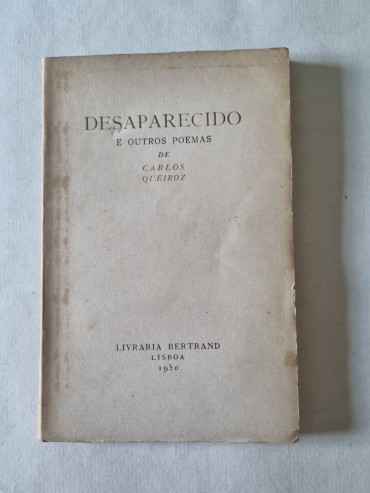 DESAPARECIDO
E OUTROS POEMAS
DE
CARLOS
QUEIROZ
LIVRARIA BERTRAND
LISBOA
1950